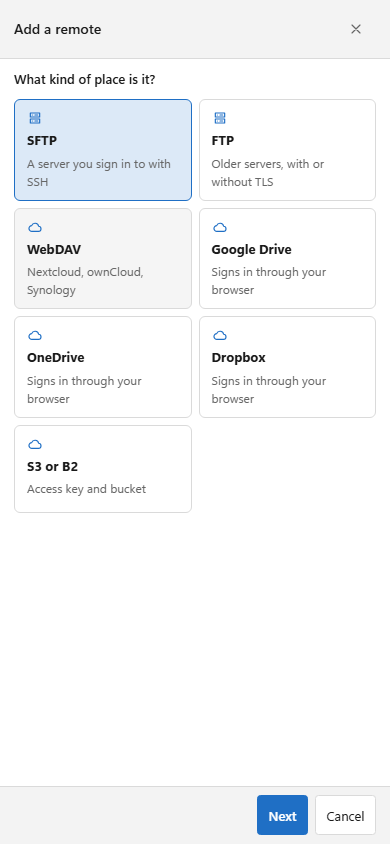 Add a remote
What kind of place is it?
SFTP
A server you sign in to with
SSH
FTP
Older servers, with or
without TLS
WebDAV
Nextcloud, ownCloud,
Synology
Google Drive
Signs in through your
browser
OneDrive
Signs in through your
browser
Dropbox
Signs in through your
browser
S3 or B2
Access key and bucket
Next
Cancel